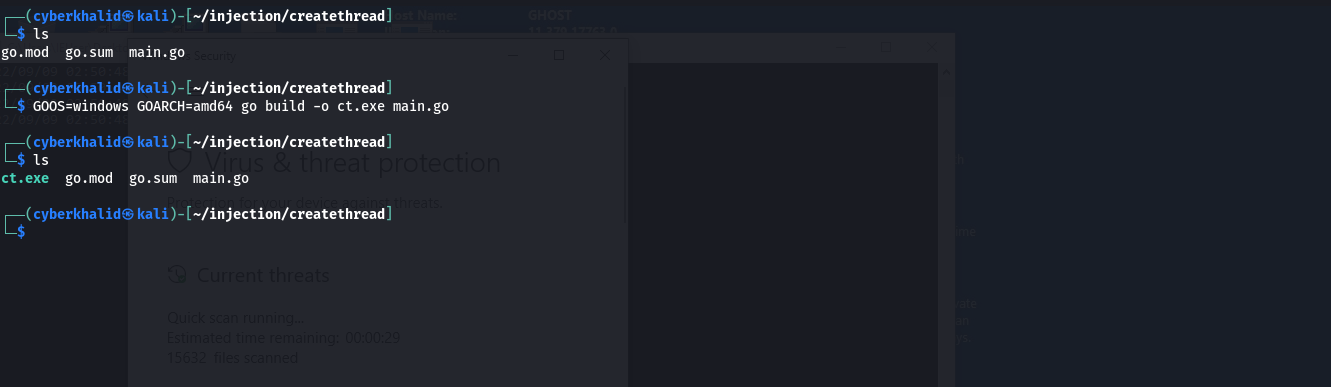 ┌──(cyberkhalid㉿kali)-[~/injection/createthread]
└─$ ls
go.mod  go.sum  main.go
┌──(cyberkhalid㉿kali)-[~/injection/createthread]
└─$ GOOS=windows GOARCH=amd64 go build -o ct.exe main.go
┌──(cyberkhalid㉿kali)-[~/injection/createthread]
└─$ ls
ct.exe  go.mod  go.sum  main.go
┌──(cyberkhalid㉿kali)-[~/injection/createthread]
└─$
Host Name: GHOST
Security
Virus & threat protection
Protection for your device against threats.
Current threats
Quick scan running...
Estimated time remaining: 00:00:29
15632 files scanned